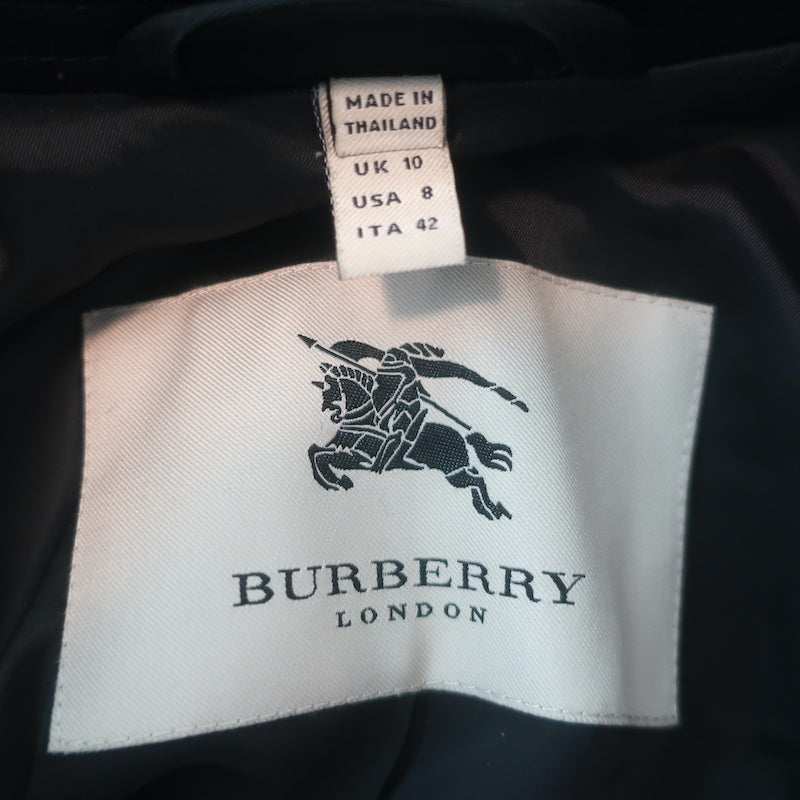 MADE IN
THAILAND
UK 10
USA 8
ITA 42
BURBERRY
LONDON